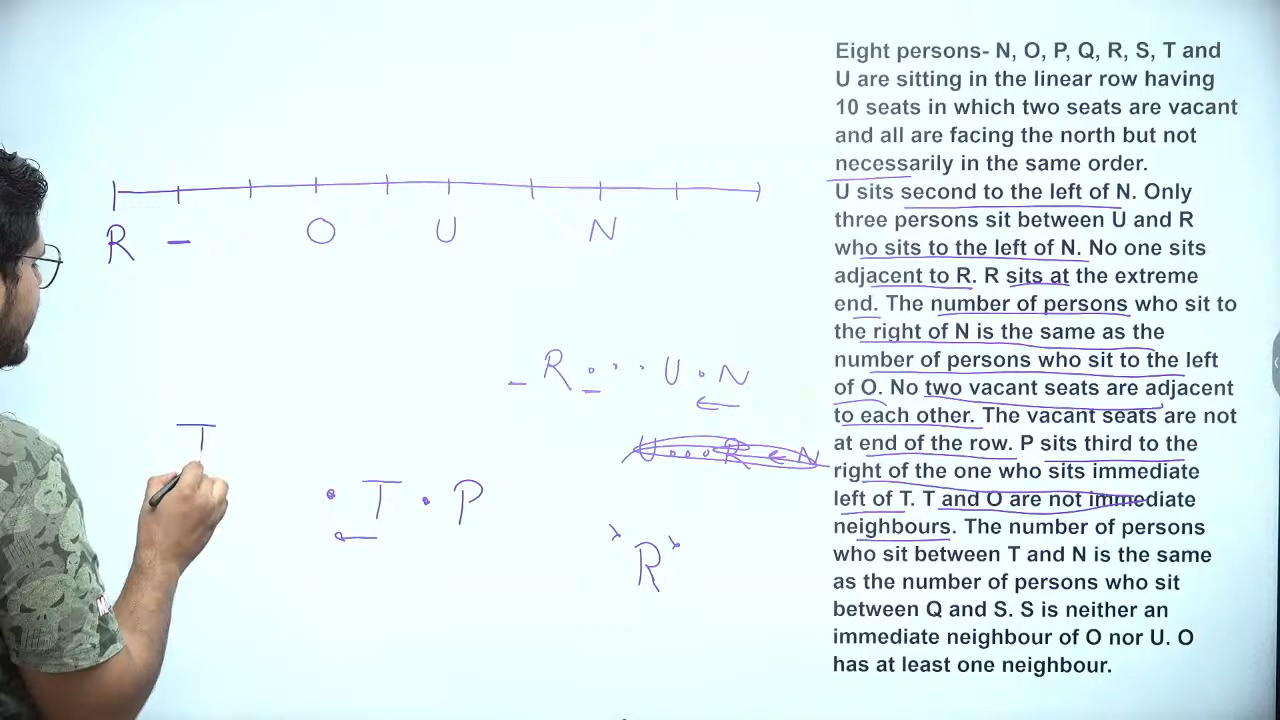 Eight persons- N, O, P, Q, R, S, T and
U are sitting in the linear row having
10 seats in which two seats are vacant
and all are facing the north but not
necessarily in the same order.
U sits second to the left of N. Only
three persons sit between U and R
who sits to the left of N. No one sits
adjacent to R. R sits at the extreme
end. The number of persons who sit to
the right of N is the same as the
number of persons who sit to the left
of O. No two vacant seats are adjacent
to each other. The vacant seats are not
at end of the row. P sits third to the
right of the one who sits immediate
left of T. T and O are not immediate
neighbours. The number of persons
who sit between T and N is the same
as the number of persons who sit
between Q and S. S is neither an
immediate neighbour of O nor U. O
has at least one neighbour.
R – O U N
– R . . . U . N
U . . . R N
T
. T . P
R